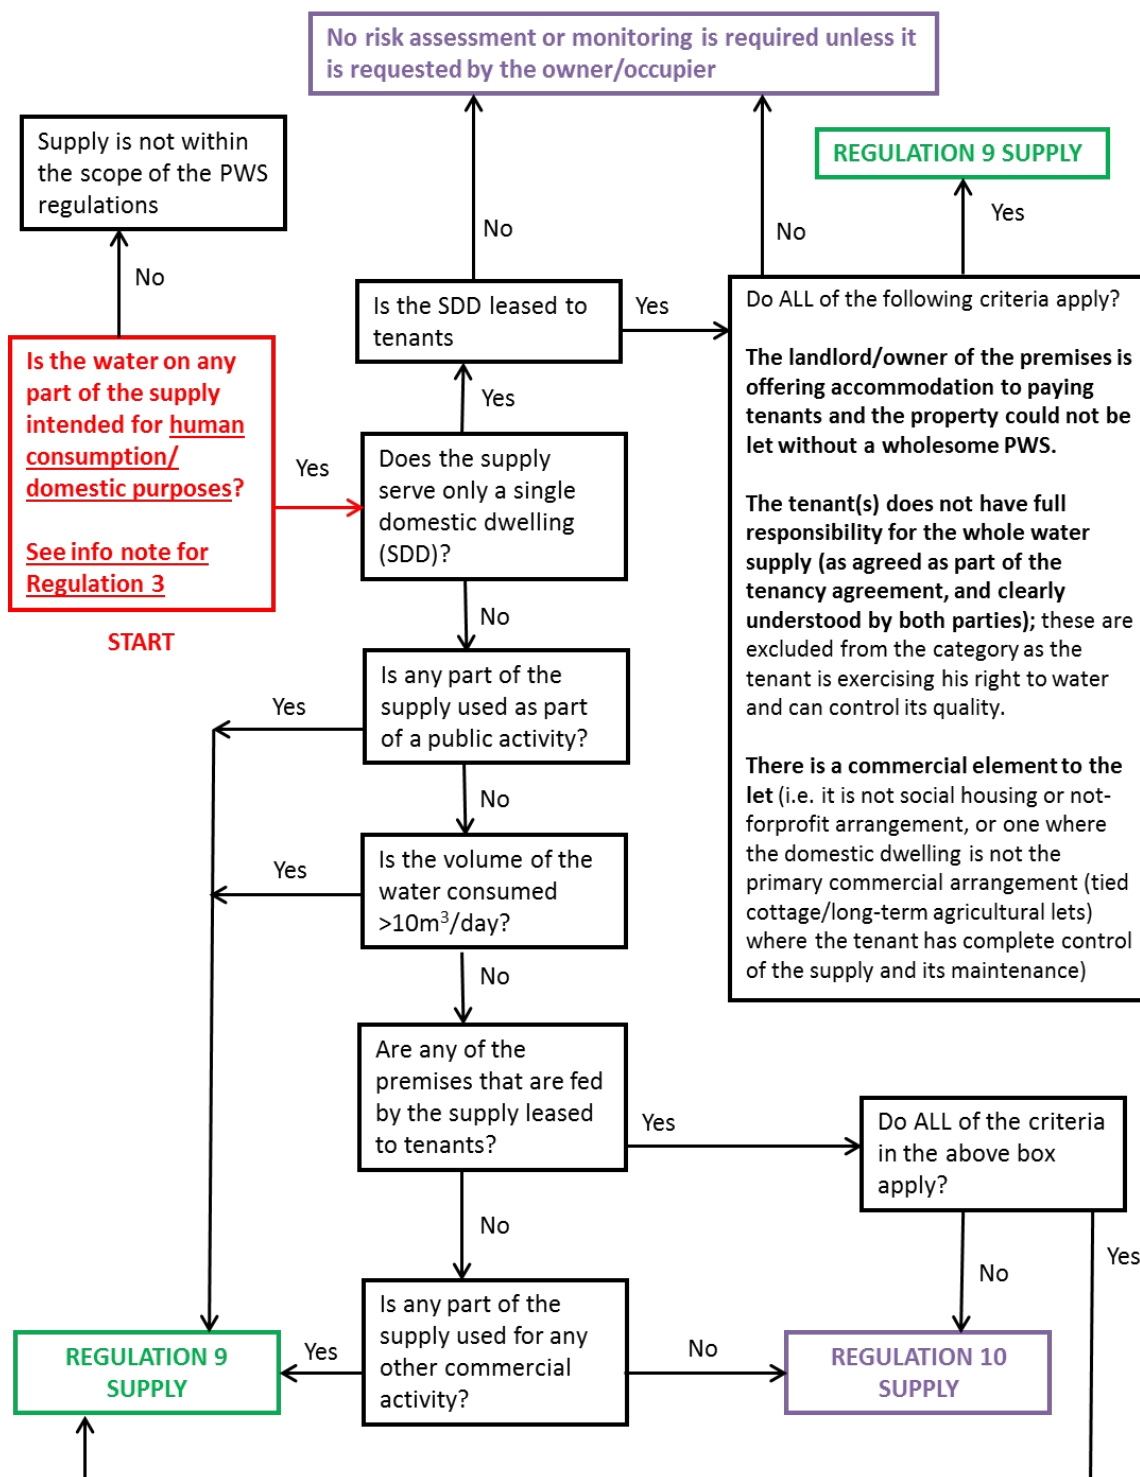 No risk assessment or monitoring is required unless it
is requested by the owner/occupier
Supply is not within
the scope of the PWS
regulations
REGULATION 9 SUPPLY
No
No
Yes
No
Is the SDD leased to
tenants
Yes
Do ALL of the following criteria apply?
The landlord/owner of the premises is
offering accommodation to paying
tenants and the property could not be
let without a wholesome PWS.
The tenant(s) does not have full
responsibility for the whole water
supply (as agreed as part of the
tenancy agreement, and clearly
understood by both parties); these are
excluded from the category as the
tenant is exercising his right to water
and can control its quality.
There is a commercial element to the
let (i.e. it is not social housing or not-
forprofit arrangement, or one where
the domestic dwelling is not the
primary commercial arrangement (tied
cottage/long-term agricultural lets)
where the tenant has complete control
of the supply and its maintenance)
Is the water on any
part of the supply
intended for human
consumption/
domestic purposes?
See info note for
Regulation 3
START
Yes
Yes
Does the supply
serve only a single
domestic dwelling
(SDD)?
No
Is any part of the
supply used as part
of a public activity?
Yes
No
Is the volume of the
water consumed
>10m³/day?
Yes
No
Are any of the
premises that are fed
by the supply leased
to tenants?
Yes
Do ALL of the criteria
in the above box
apply?
No
No
Yes
Is any part of the
supply used for any
other commercial
activity?
Yes
No
REGULATION 9
SUPPLY
REGULATION 10
SUPPLY